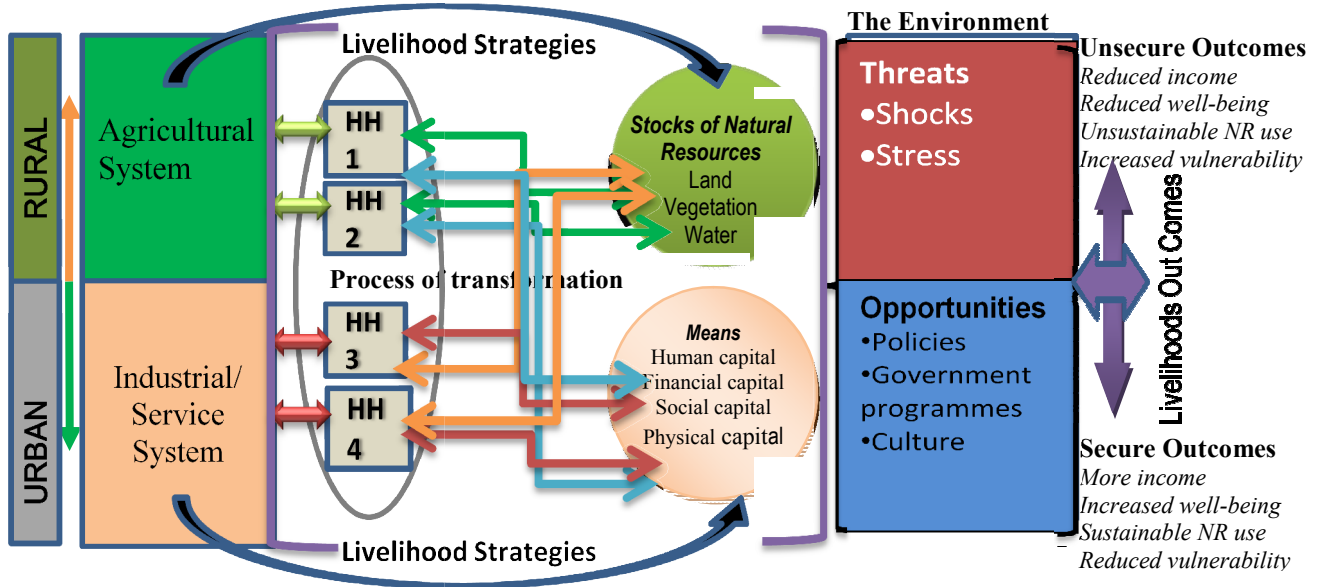 RURAL
URBAN
Agricultural
System
Industrial/
Service
System
Livelihood Strategies
HH
1
HH
2
Process of transformation
HH
3
HH
4
Livelihood Strategies
Stocks of Natural
Resources
Land
Vegetation
Water
Means
Human capital
Financial capital
Social capital
Physical capital
The Environment
Threats
•Shocks
•Stress
Opportunities
•Policies
•Government
programmes
•Culture
Unsecure Outcomes
Reduced income
Reduced well-being
Unsustainable NR use
Increased vulnerability
Livelihoods Out Comes
Secure Outcomes
More income
Increased well-being
Sustainable NR use
Reduced vulnerability